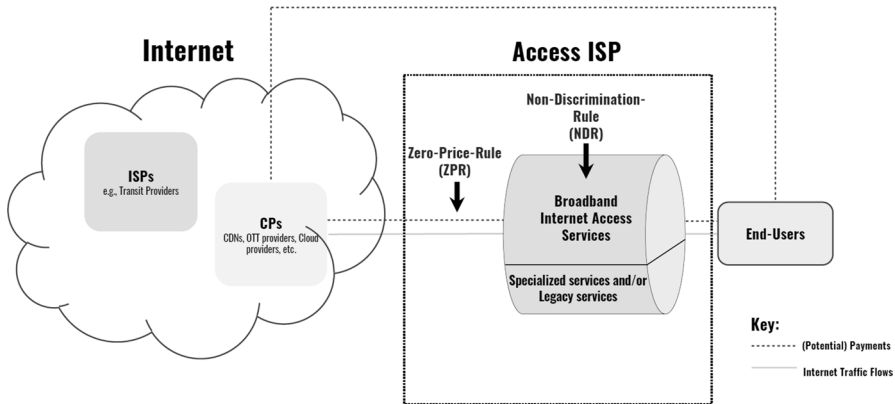 Internet
Access ISP
Non-Discrimination-
Rule
(NDR)
Zero-Price-Rule
(ZPR)
ISPs
e.g., Transit Providers
CPs
CDNs, OTT providers, Cloud
providers, etc.
Broadband
Internet Access
Services
End-Users
Specialized services and/or
Legacy services
Key:
(Potential) Payments
Internet Traffic Flows